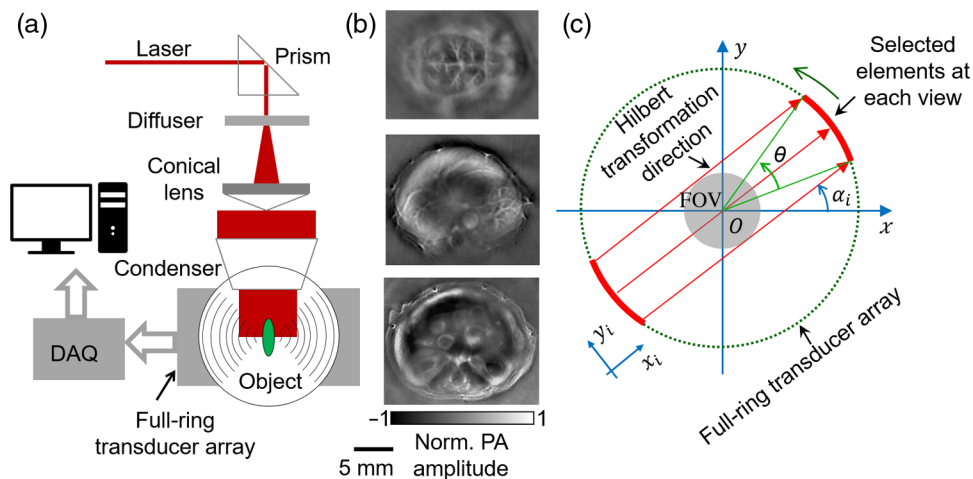 (a)
Laser
Prism
Diffuser
Conical
lens
Condenser
DAQ
Object
Full-ring
transducer array
(b)
−1
1
Norm. PA
amplitude
5 mm
(c)
y
Selected
elements at
each view
Hilbert
transformation
direction
θ
FOV
αᵢ
O
x
yᵢ
xᵢ
Full-ring transducer array